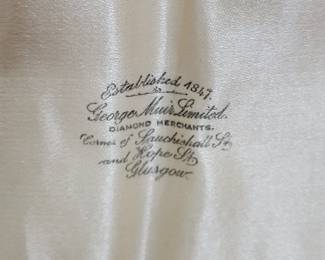 Established 1847.
George Muir Limited.
DIAMOND MERCHANTS.
Corner of Sauchiehall St.
and Hope St.
Glasgow.